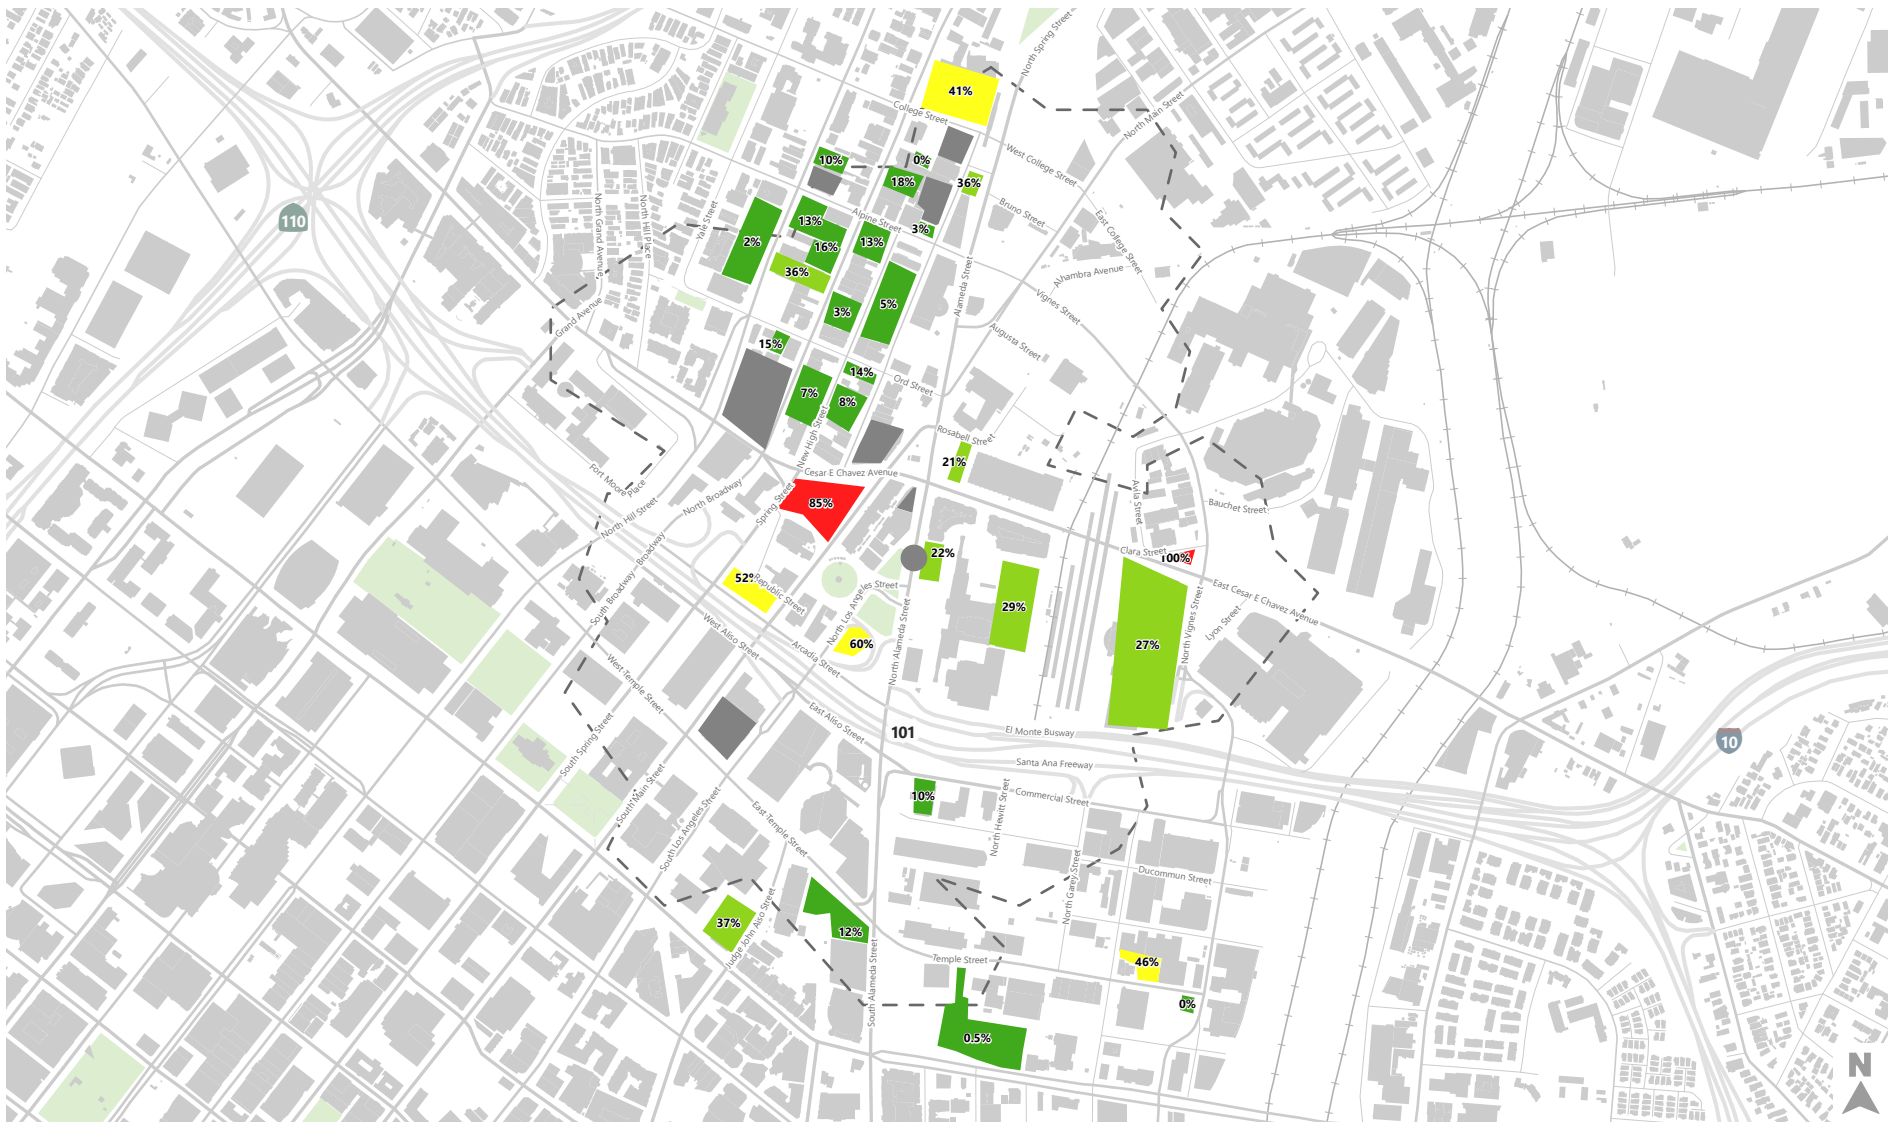 North Spring Street
41%
College Street
North Main Street
West College Street
10%
0%
18%
36%
110
North Grand Avenue
North Hill Place
Yale Street
Alpine Street
Bruno Street
East College Street
13%
3%
2%
16%
13%
36%
Alameda Street
Alhambra Avenue
5%
3%
Vignes Street
Grand Avenue
15%
Augusta Street
14%
Ord Street
7%
8%
New High Street
Rosabell Street
21%
Fort Moore
Place
Cesar E Chavez Avenue
North Broadway
Spring Street
85%
North Hill Street
Avila Street
Bauchet Street
Clara Street
100%
22%
52%
Republic Street
North Los Angeles Street
South Broadway
Broadway
29%
East Cesar E Chavez Avenue
Lyon Street
West Aliso Street
60%
Arcadia Street
North Alameda Street
27%
North Vignes Street
West Temple Street
East Aliso Street
101
El Monte Busway
10
South Spring Street
Santa Ana Freeway
South Main Street
10%
Commercial Street
North Hewitt Street
South Los Angeles Street
East Temple Street
North Garey Street
Ducommun Street
37%
Judge John Aiso Street
12%
South Alameda Street
Temple Street
46%
0%
0.5%
N